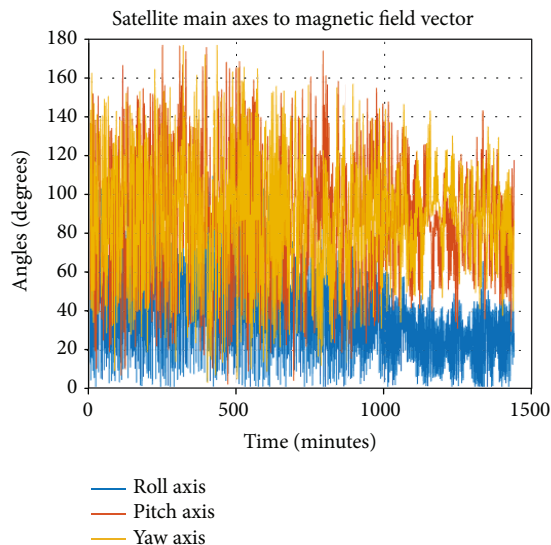 Satellite main axes to magnetic field vector
180
160
140
120
100
80
60
40
20
0
Angles (degrees)
0 500 1000 1500
Time (minutes)
Roll axis
Pitch axis
Yaw axis